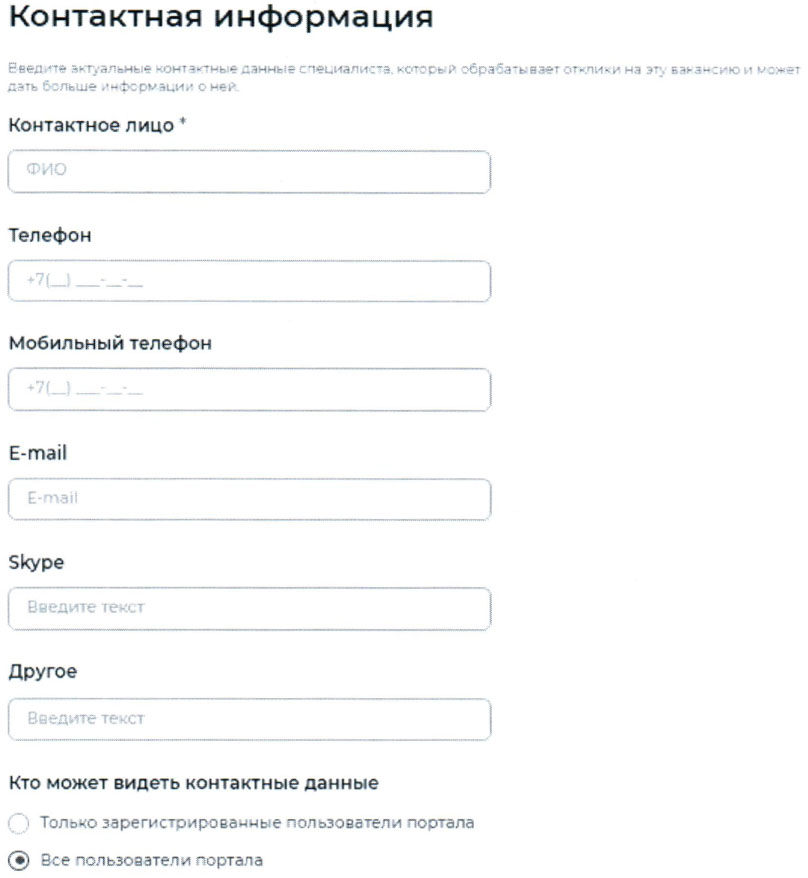 Контактная информация
Введите актуальные контактные данные специалиста, который обрабатывает отклики на эту вакансию и может
дать больше информации о ней.
Контактное лицо *
ФИО
Телефон
+7(__) ___-__-__
Мобильный телефон
+7(__) ___-__-__
E-mail
E-mail
Skype
Введите текст
Другое
Введите текст
Кто может видеть контактные данные
Только зарегистрированные пользователи портала
Все пользователи портала